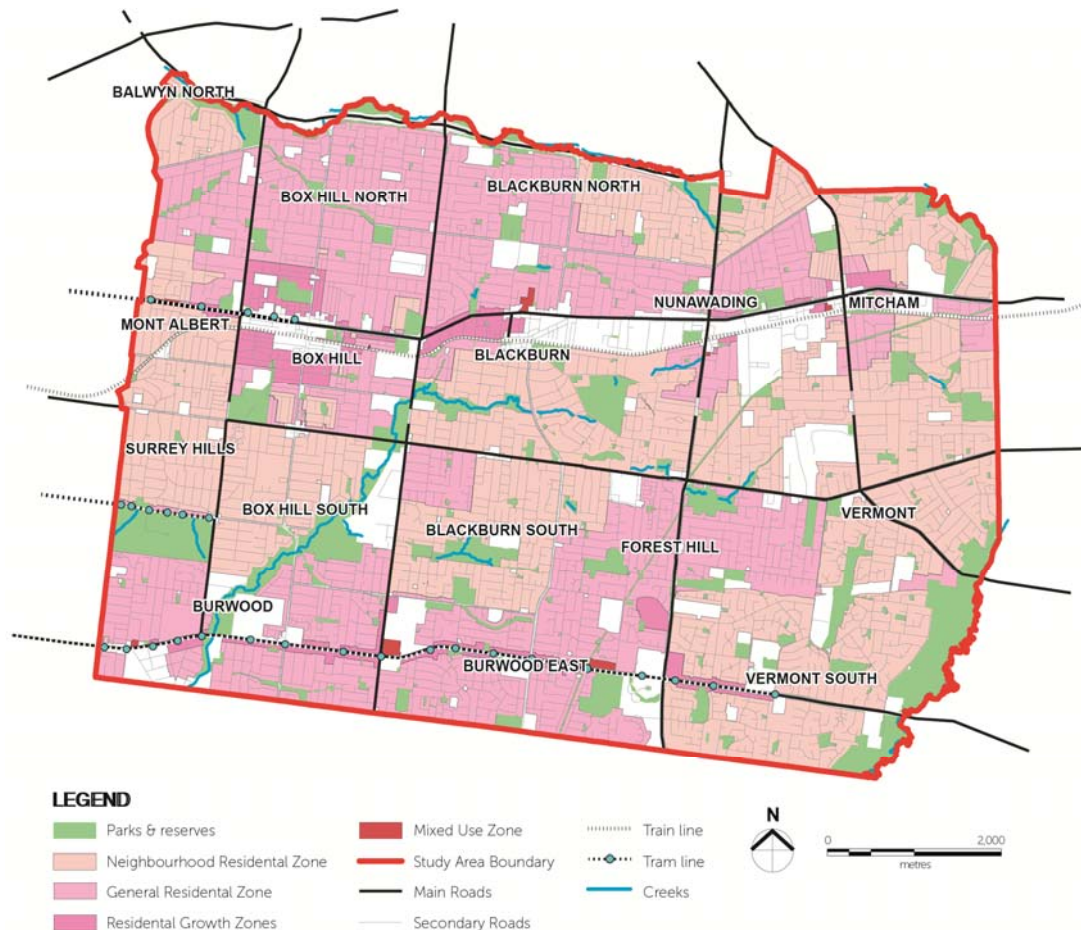 BALWYN NORTH
BOX HILL NORTH
BLACKBURN NORTH
NUNAWADING
MITCHAM
MONT ALBERT
BOX HILL
BLACKBURN
SURREY HILLS
BOX HILL SOUTH
BLACKBURN SOUTH
FOREST HILL
VERMONT
BURWOOD
BURWOOD EAST
VERMONT SOUTH
LEGEND
Parks & reserves
Neighbourhood Residental Zone
General Residental Zone
Residental Growth Zones
Mixed Use Zone
Study Area Boundary
Main Roads
Secondary Roads
Train line
Tram line
Creeks
N
0 2,000
metres